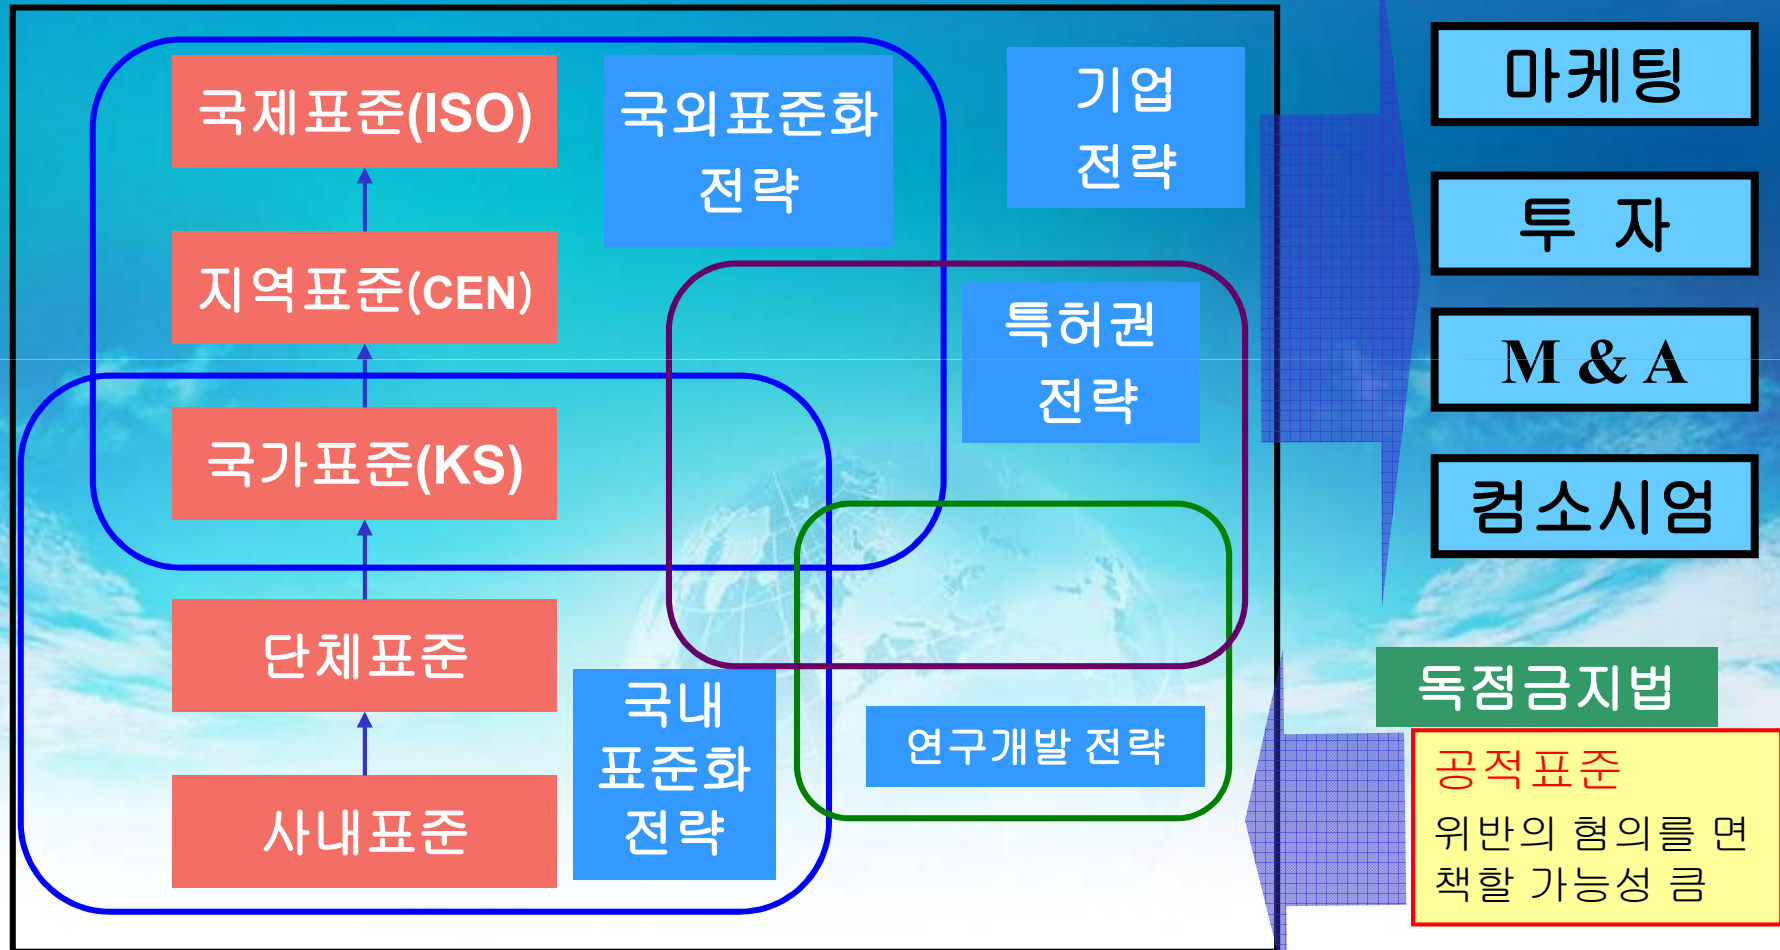 국제표준(ISO)
지역표준(CEN)
국가표준(KS)
단체표준
사내표준
국외표준화
전략
기업
전략
특허권
전략
국내
표준화
전략
연구개발 전략
마케팅
투 자
M & A
컴소시엄
독점금지법
공적표준
위반의 혐의를 면
책할 가능성 큼